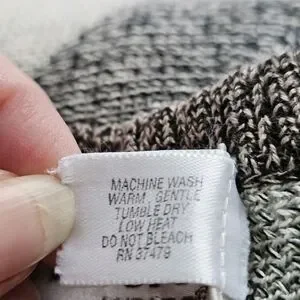 MACHINE WASH
WARM, GENTLE
TUMBLE DRY
LOW HEAT
DO NOT BLEACH
RN 37479